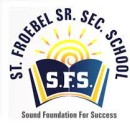 ST. FROEBEL SR. SEC. SCHOOL
S.F.S.
Sound Foundation For Success